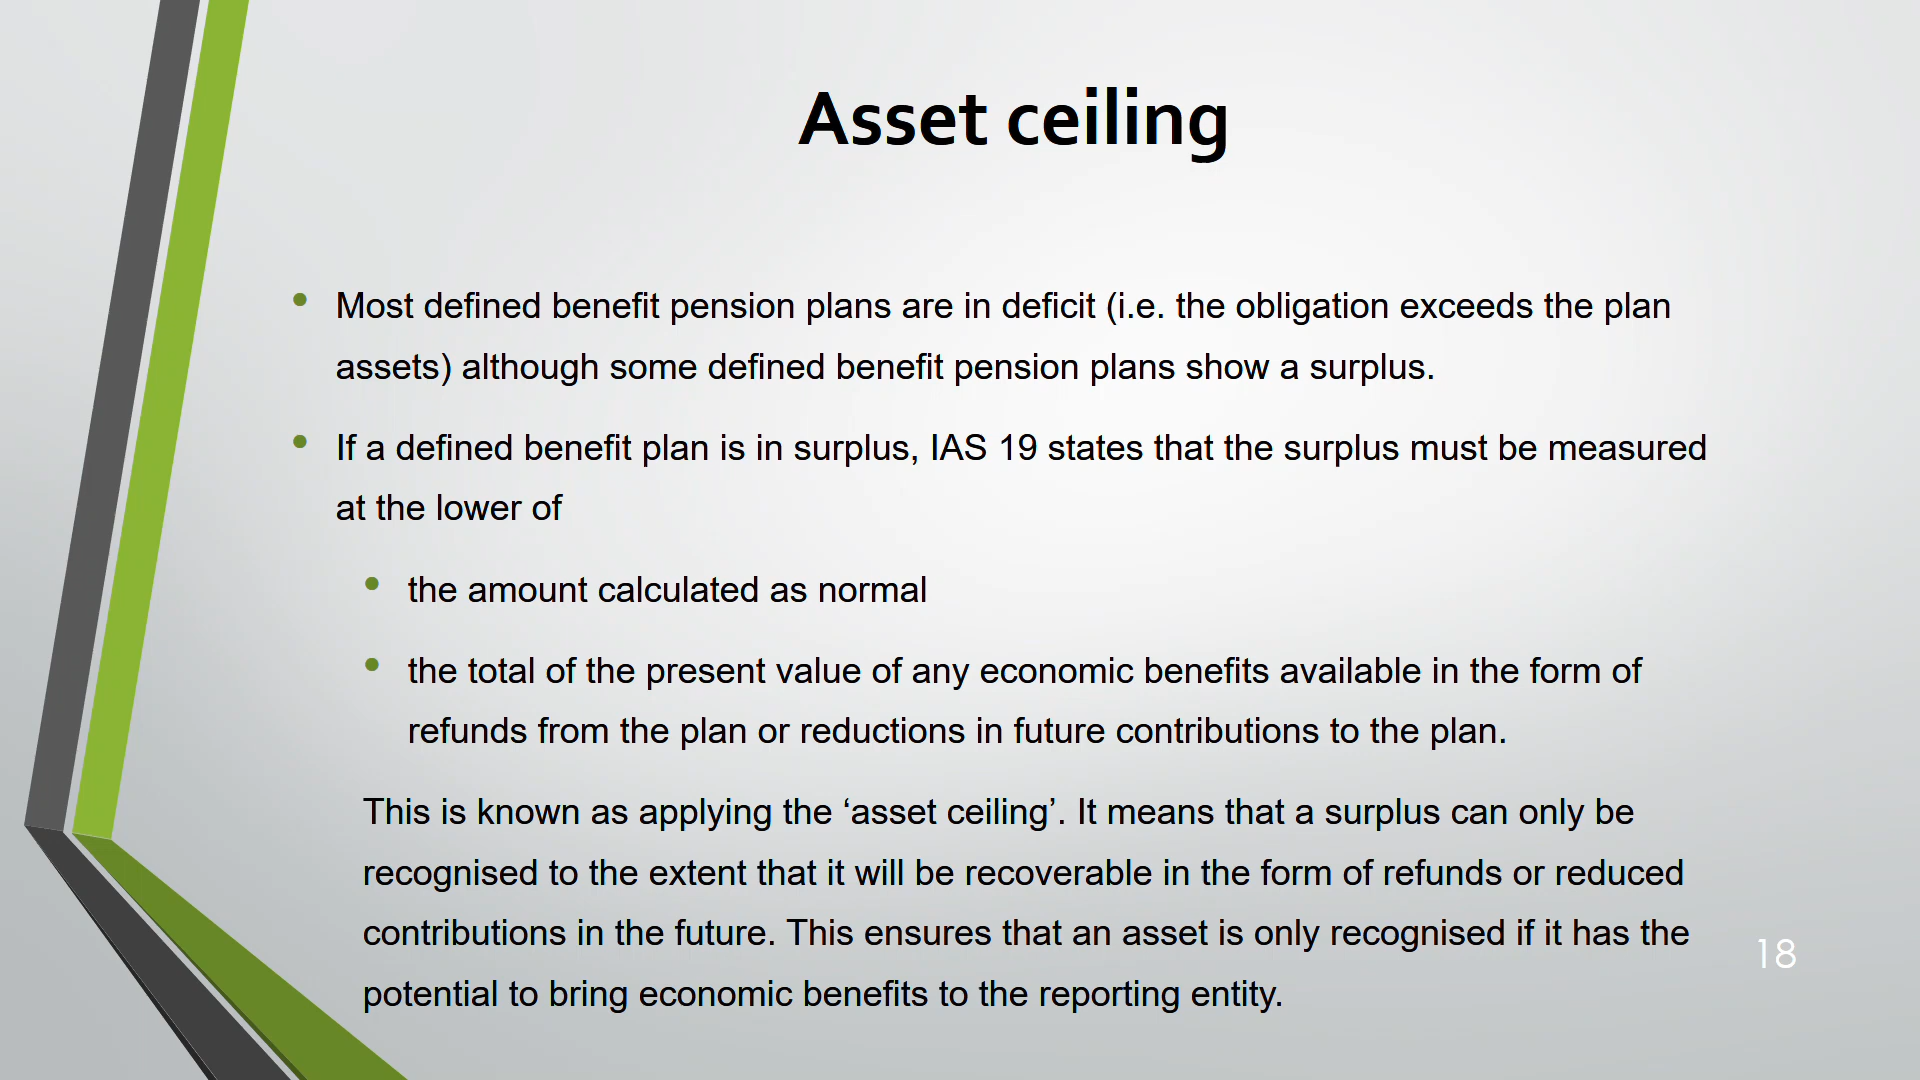 Asset ceiling
• Most defined benefit pension plans are in deficit (i.e. the obligation exceeds the plan
assets) although some defined benefit pension plans show a surplus.
• If a defined benefit plan is in surplus, IAS 19 states that the surplus must be measured
at the lower of
• the amount calculated as normal
• the total of the present value of any economic benefits available in the form of
refunds from the plan or reductions in future contributions to the plan.
This is known as applying the ‘asset ceiling’. It means that a surplus can only be
recognised to the extent that it will be recoverable in the form of refunds or reduced
contributions in the future. This ensures that an asset is only recognised if it has the
potential to bring economic benefits to the reporting entity.
18